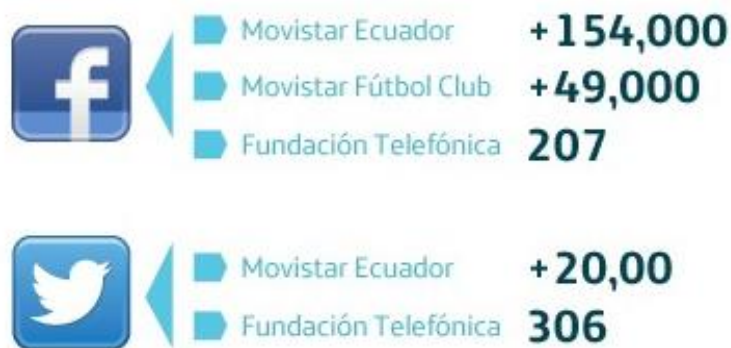 Movistar Ecuador +154,000
Movistar Fútbol Club +49,000
Fundación Telefónica 207
Movistar Ecuador +20,00
Fundación Telefónica 306